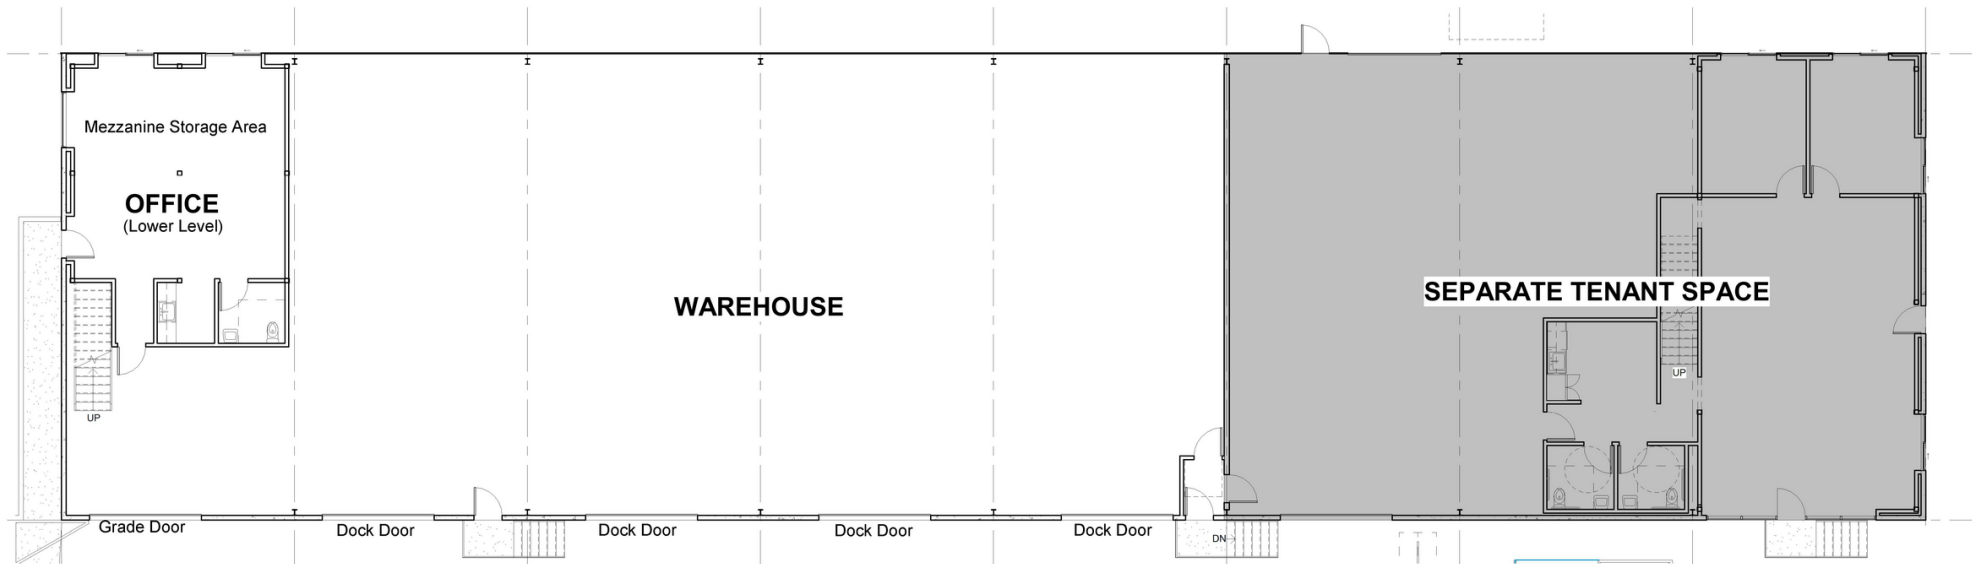 Mezzanine Storage Area
OFFICE
(Lower Level)
WAREHOUSE
SEPARATE TENANT SPACE
UP
UP
Grade Door
Dock Door
Dock Door
Dock Door
Dock Door
DN